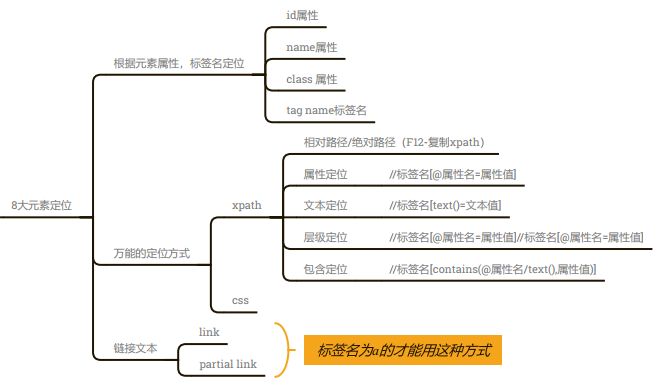 id属性
name属性
根据元素属性，标签名定位
class 属性
tag name标签名
相对路径/绝对路径（F12-复制xpath）
属性定位 //标签名[@属性名=属性值]
8大元素定位
xpath
文本定位 //标签名[text()=文本值]
层级定位 //标签名[@属性名=属性值]//标签名[@属性名=属性值]
万能的定位方式
包含定位 //标签名[contains(@属性名/text(),属性值)]
css
link
链接文本
标签名为a的才能用这种方式
partial link